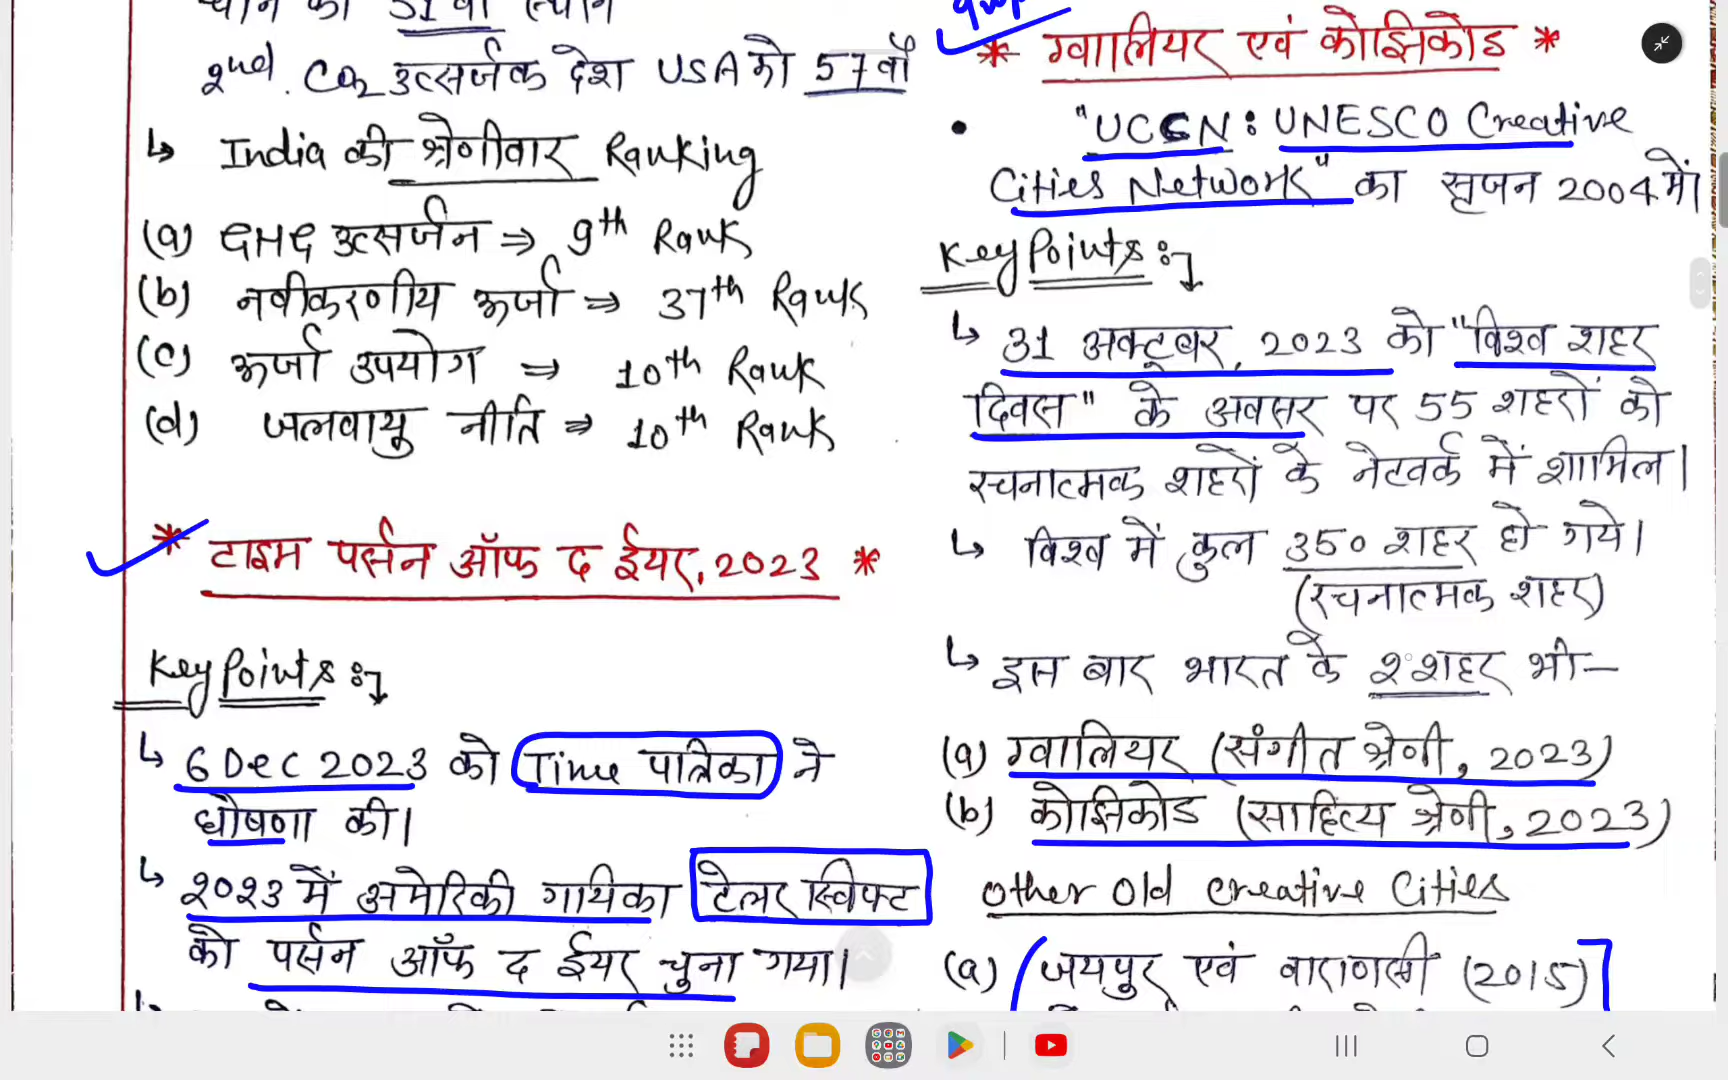 चीन को 51 वाँ स्थान
2nd. CO2 उत्सर्जक देश USA को 57 वाँ
↳ India की श्रेणीवार Ranking
(a) GHG उत्सर्जन ⇒ 9th Rank
(b) नवीकरणीय ऊर्जा ⇒ 37th Rank
(c) ऊर्जा उपयोग ⇒ 10th Rank
(d) जलवायु नीति ⇒ 10th Rank
* टाइम पर्सन ऑफ द ईयर, 2023 *
Key Points :↴
↳ 6 Dec 2023 को Time पत्रिका ने
घोषणा की।
↳ 2023 में अमेरिकी गायिका टेलर स्विफ्ट
को पर्सन ऑफ द ईयर चुना गया।
* ग्वालियर एवं कोझिकोड *
• "UCCN : UNESCO Creative
Cities Network" का सृजन 2004 में।
Key Points :↴
↳ 31 अक्टूबर, 2023 को "विश्व शहर
दिवस" के अवसर पर 55 शहरों को
रचनात्मक शहरों के नेटवर्क में शामिल।
↳ विश्व में कुल 350 शहर हो गये।
(रचनात्मक शहर)
↳ इस बार भारत के 2 शहर भी—
(a) ग्वालियर (संगीत श्रेणी, 2023)
(b) कोझिकोड (साहित्य श्रेणी, 2023)
Other Old Creative Cities
(a) जयपुर एवं वाराणसी (2015)